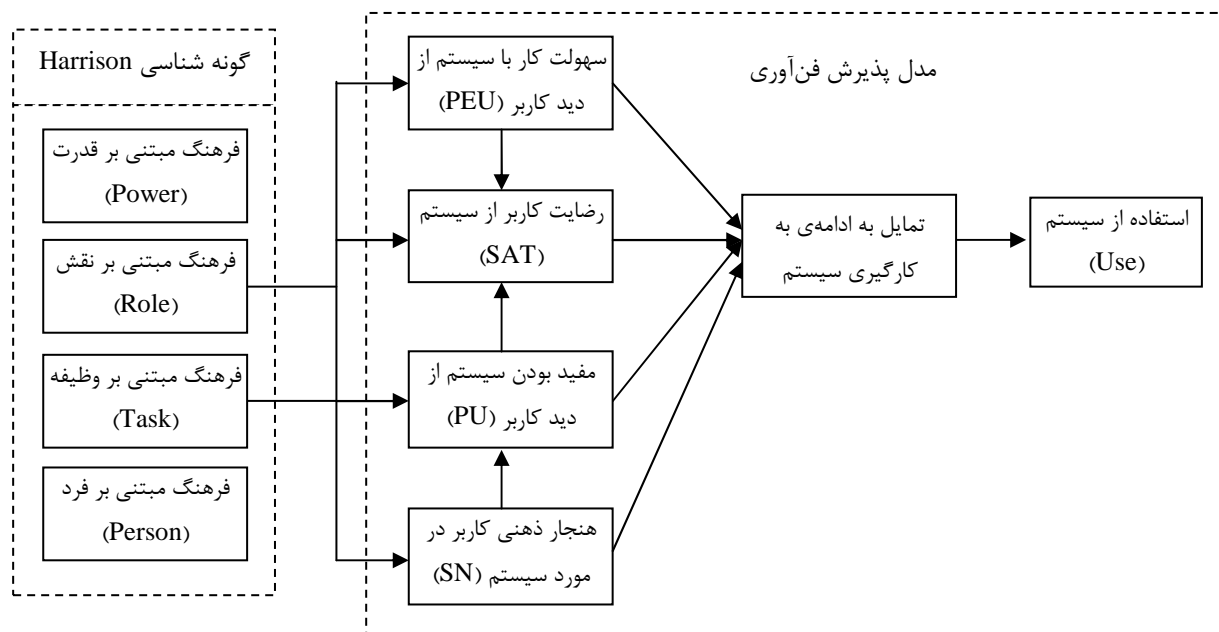 گونه شناسی Harrison
فرهنگ مبتنی بر قدرت
(Power)
فرهنگ مبتنی بر نقش
(Role)
فرهنگ مبتنی بر وظیفه
(Task)
فرهنگ مبتنی بر فرد
(Person)
مدل پذیرش فن‌آوری
سهولت کار با سیستم از
دید کاربر (PEU)
رضایت کاربر از سیستم
(SAT)
مفید بودن سیستم از
دید کاربر (PU)
هنجار ذهنی کاربر در
مورد سیستم (SN)
تمایل به ادامه‌ی به
کارگیری سیستم
استفاده از سیستم
(Use)